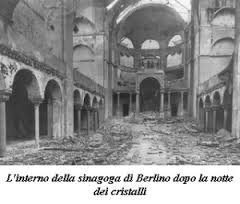 L'interno della sinagoga di Berlino dopo la notte
dei cristalli